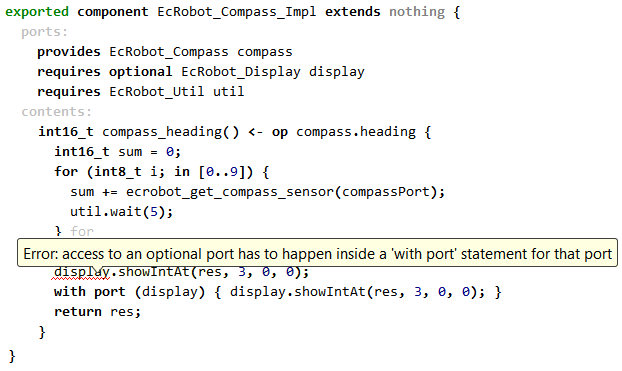 exported component EcRobot_Compass_Impl extends nothing {
ports:
provides EcRobot_Compass compass
requires optional EcRobot_Display display
requires EcRobot_Util util
contents:
int16_t compass_heading() <- op compass.heading {
int16_t sum = 0;
for (int8_t i; in [0..9]) {
sum += ecrobot_get_compass_sensor(compassPort);
util.wait(5);
} for
Error: access to an optional port has to happen inside a 'with port' statement for that port
display.showIntAt(res, 3, 0, 0);
with port (display) { display.showIntAt(res, 3, 0, 0); }
return res;
}
}